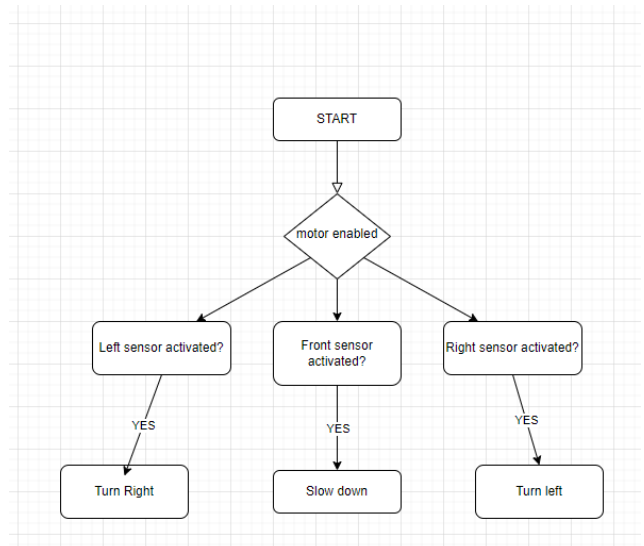 START
motor enabled
Left sensor activated?
Front sensor
activated?
Right sensor activated?
YES
YES
YES
Turn Right
Slow down
Turn left